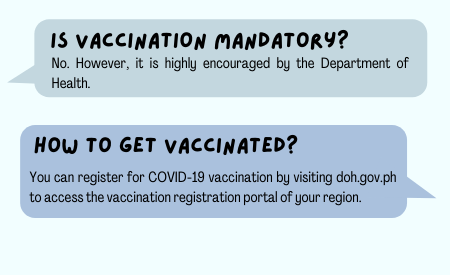 IS VACCINATION MANDATORY?
No. However, it is highly encouraged by the Department of
Health.
HOW TO GET VACCINATED?
You can register for COVID-19 vaccination by visiting doh.gov.ph
to access the vaccination registration portal of your region.